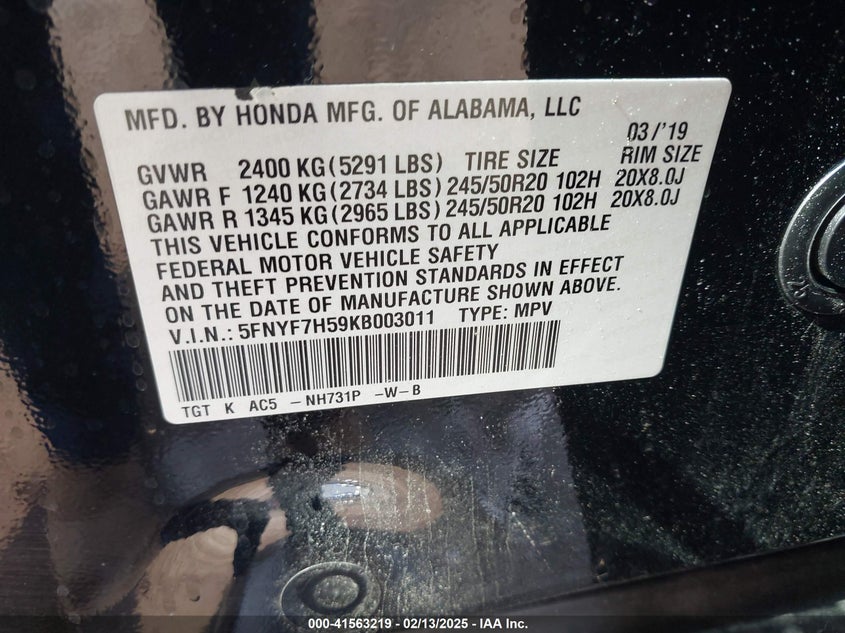 MFD. BY HONDA MFG. OF ALABAMA, LLC
03/'19
GVWR 2400 KG (5291 LBS) TIRE SIZE RIM SIZE
GAWR F 1240 KG (2734 LBS) 245/50R20 102H 20X8.0J
GAWR R 1345 KG (2965 LBS) 245/50R20 102H 20X8.0J
THIS VEHICLE CONFORMS TO ALL APPLICABLE
FEDERAL MOTOR VEHICLE SAFETY
AND THEFT PREVENTION STANDARDS IN EFFECT
ON THE DATE OF MANUFACTURE SHOWN ABOVE.
V.I.N.: 5FNYF7H59KB003011 TYPE: MPV
TGT K AC5 -NH731P -W-B
000-41563219 - 02/13/2025 - IAA Inc.